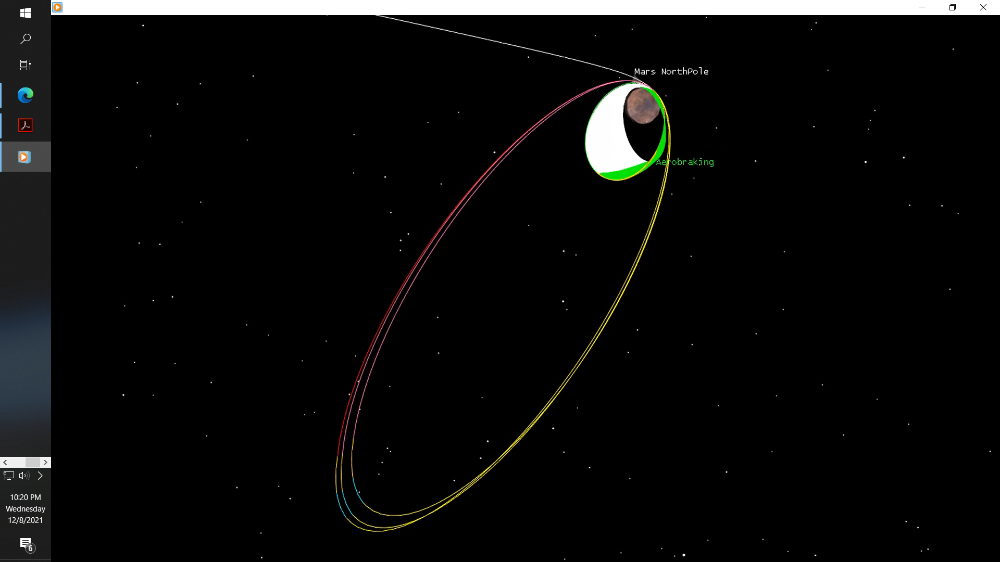 Mars NorthPole
Aerobraking
10:20 PM
Wednesday
12/8/2021
6